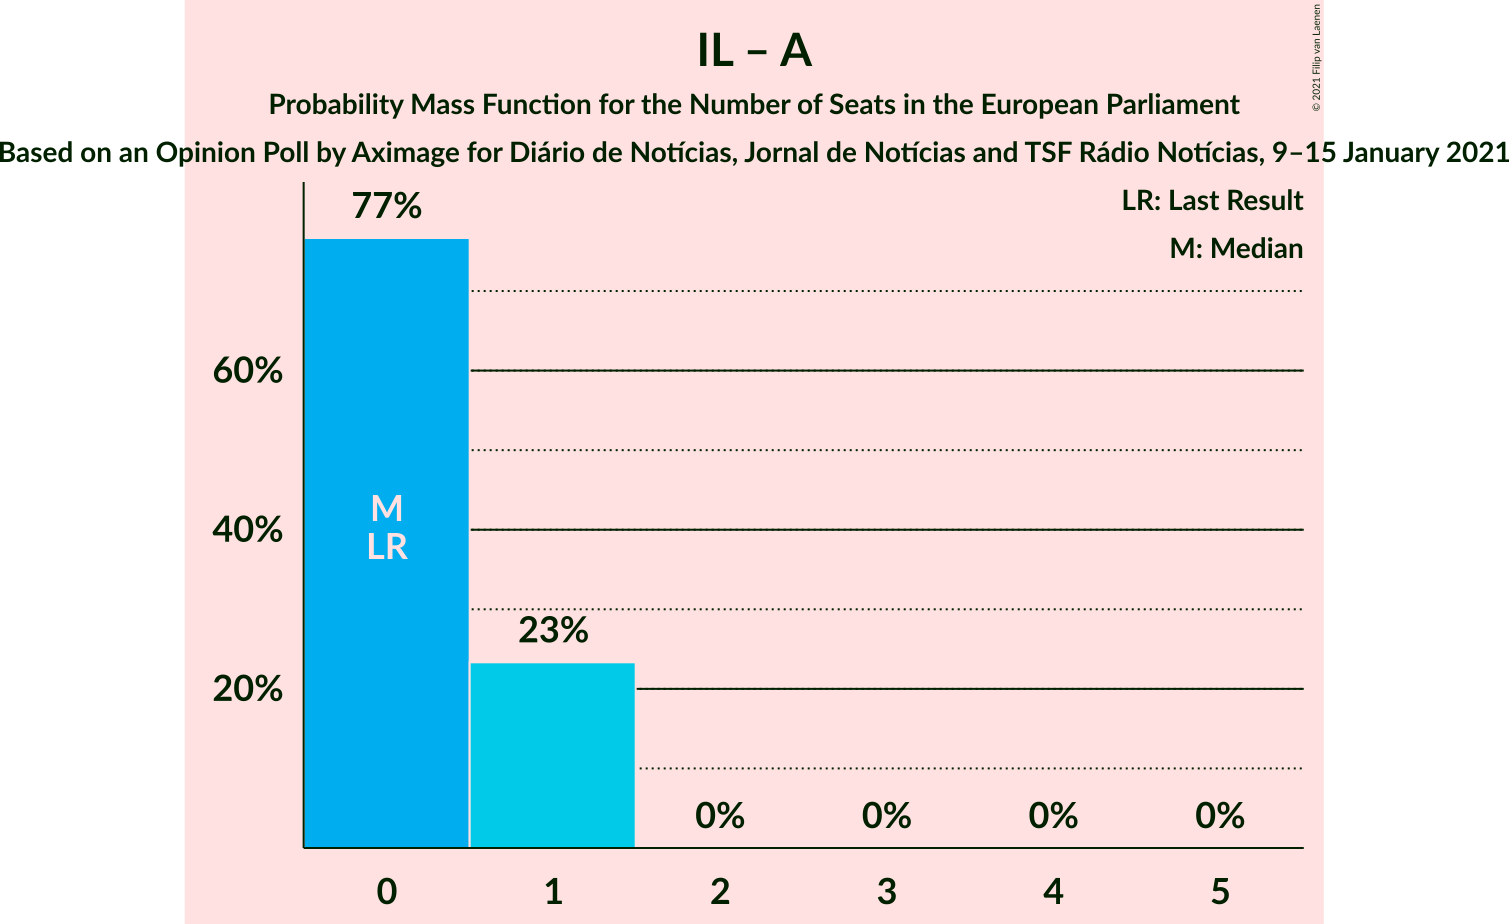 IL – A
Probability Mass Function for the Number of Seats in the European Parliament
Based on an Opinion Poll by Aximage for Diário de Notícias, Jornal de Notícias and TSF Rádio Notícias, 9–15 January 2021
© 2021 Filip van Laenen
LR: Last Result
M: Median
77%
60%
M
LR
40%
23%
20%
0% 0% 0% 0%
0 1 2 3 4 5